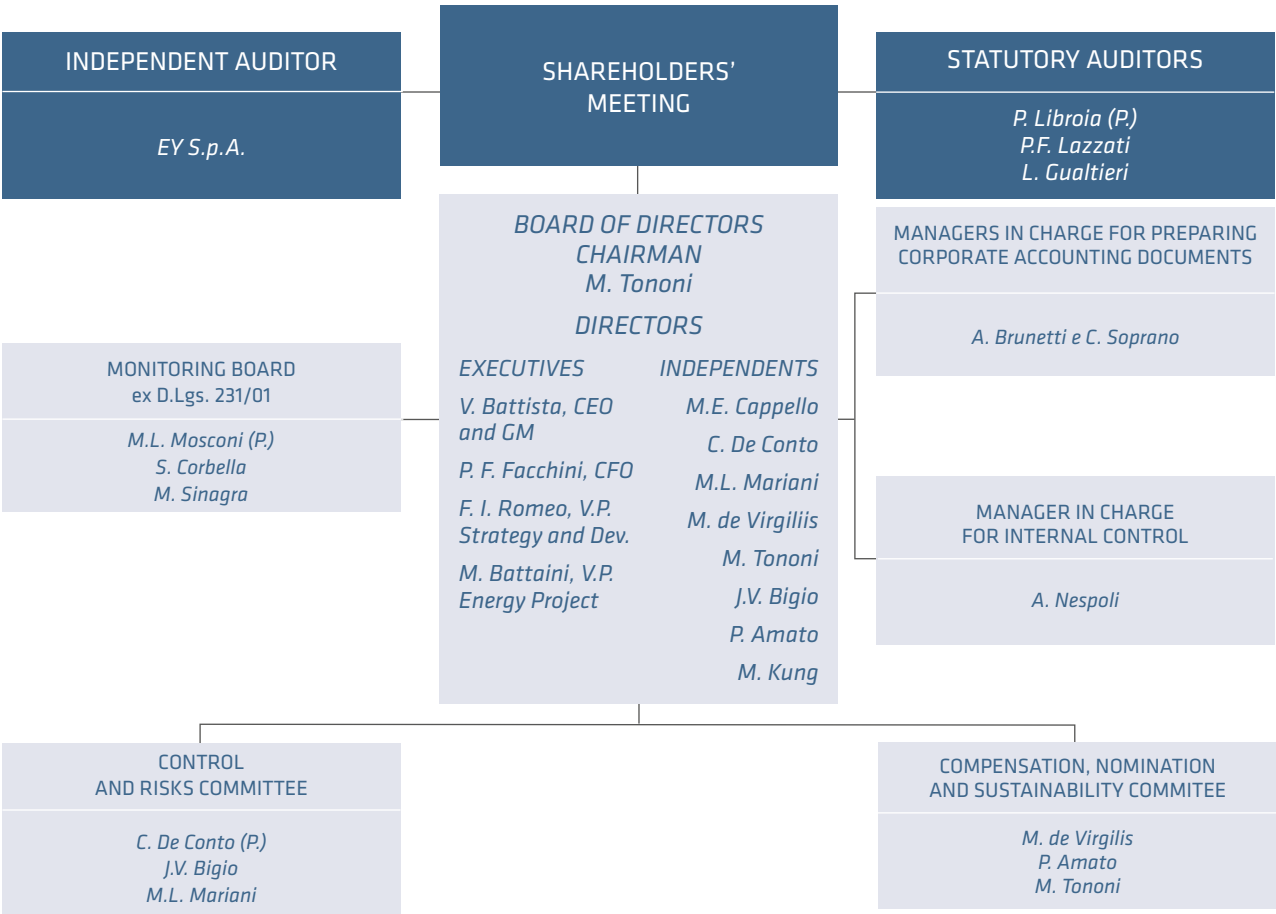 INDEPENDENT AUDITOR
EY S.p.A.
SHAREHOLDERS'
MEETING
STATUTORY AUDITORS
P. Libroia (P.)
P.F. Lazzati
L. Gualtieri
BOARD OF DIRECTORS
CHAIRMAN
M. Tononi
DIRECTORS
EXECUTIVES
V. Battista, CEO
and GM
P. F. Facchini, CFO
F. I. Romeo, V.P.
Strategy and Dev.
M. Battaini, V.P.
Energy Project
INDEPENDENTS
M.E. Cappello
C. De Conto
M.L. Mariani
M. de Virgiliis
M. Tononi
J.V. Bigio
P. Amato
M. Kung
MANAGERS IN CHARGE FOR PREPARING
CORPORATE ACCOUNTING DOCUMENTS
A. Brunetti e C. Soprano
MONITORING BOARD
ex D.Lgs. 231/01
M.L. Mosconi (P.)
S. Corbella
M. Sinagra
MANAGER IN CHARGE
FOR INTERNAL CONTROL
A. Nespoli
CONTROL
AND RISKS COMMITTEE
C. De Conto (P.)
J.V. Bigio
M.L. Mariani
COMPENSATION, NOMINATION
AND SUSTAINABILITY COMMITEE
M. de Virgilis
P. Amato
M. Tononi